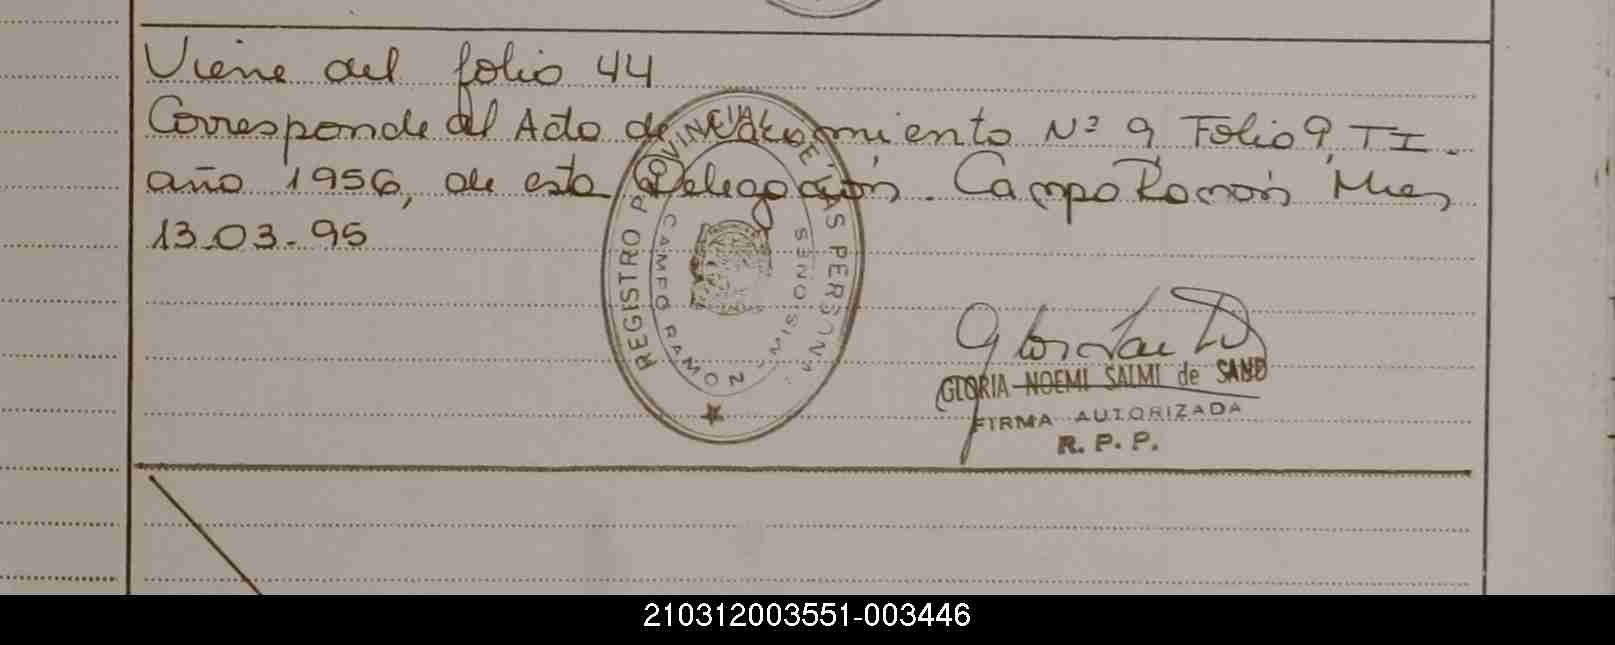 Viene del folio 44
Corresponde al Acta de Nacimiento Nº 9 Folio 9, TI.
año 1956, de esta Delegación. Campo Ramón, Mnes,
13.03.95
REGISTRO PROVINCIAL DE LAS PERSONAS
CAMPO RAMON
MISIONES
GLORIA NOEMI SALMI de SAND
FIRMA AUTORIZADA
R. P. P.
210312003551-003446